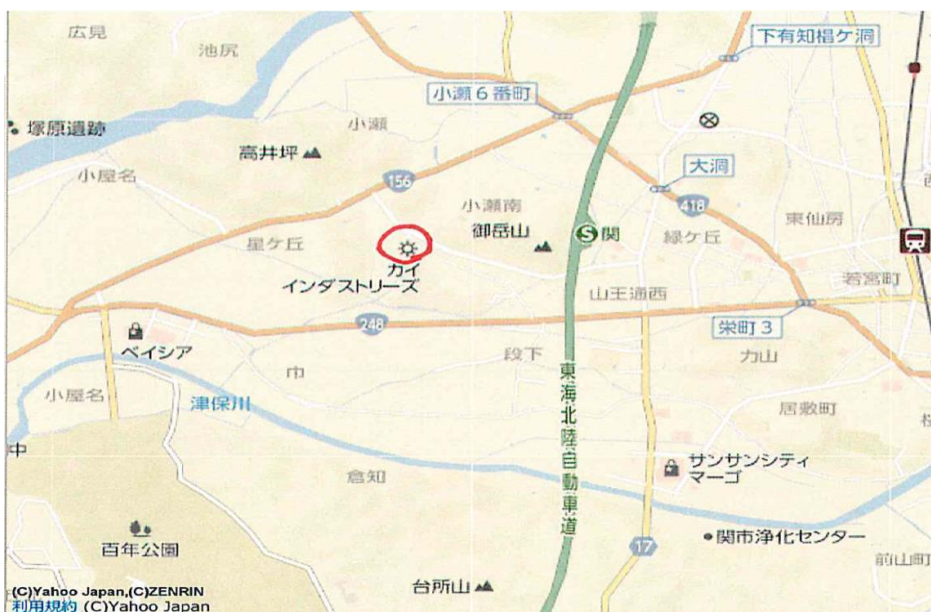 広見
池尻
下有知椙ケ洞
小瀬6番町
塚原遺跡
小瀬
高井坪
大洞
小屋名
156
小瀬南
418
東仙房
星ケ丘
御岳山
関
緑ケ丘
カイ
インダストリーズ
山王通西
若宮町
248
栄町3
ベイシア
段下
力山
巾
小屋名
津保川
東海北陸自動車道
居敷町
中
倉知
サンサンシティ
マーゴ
百年公園
17
関市浄化センター
前山町
台所山
(C)Yahoo Japan,(C)ZENRIN
利用規約 (C)Yahoo Japan